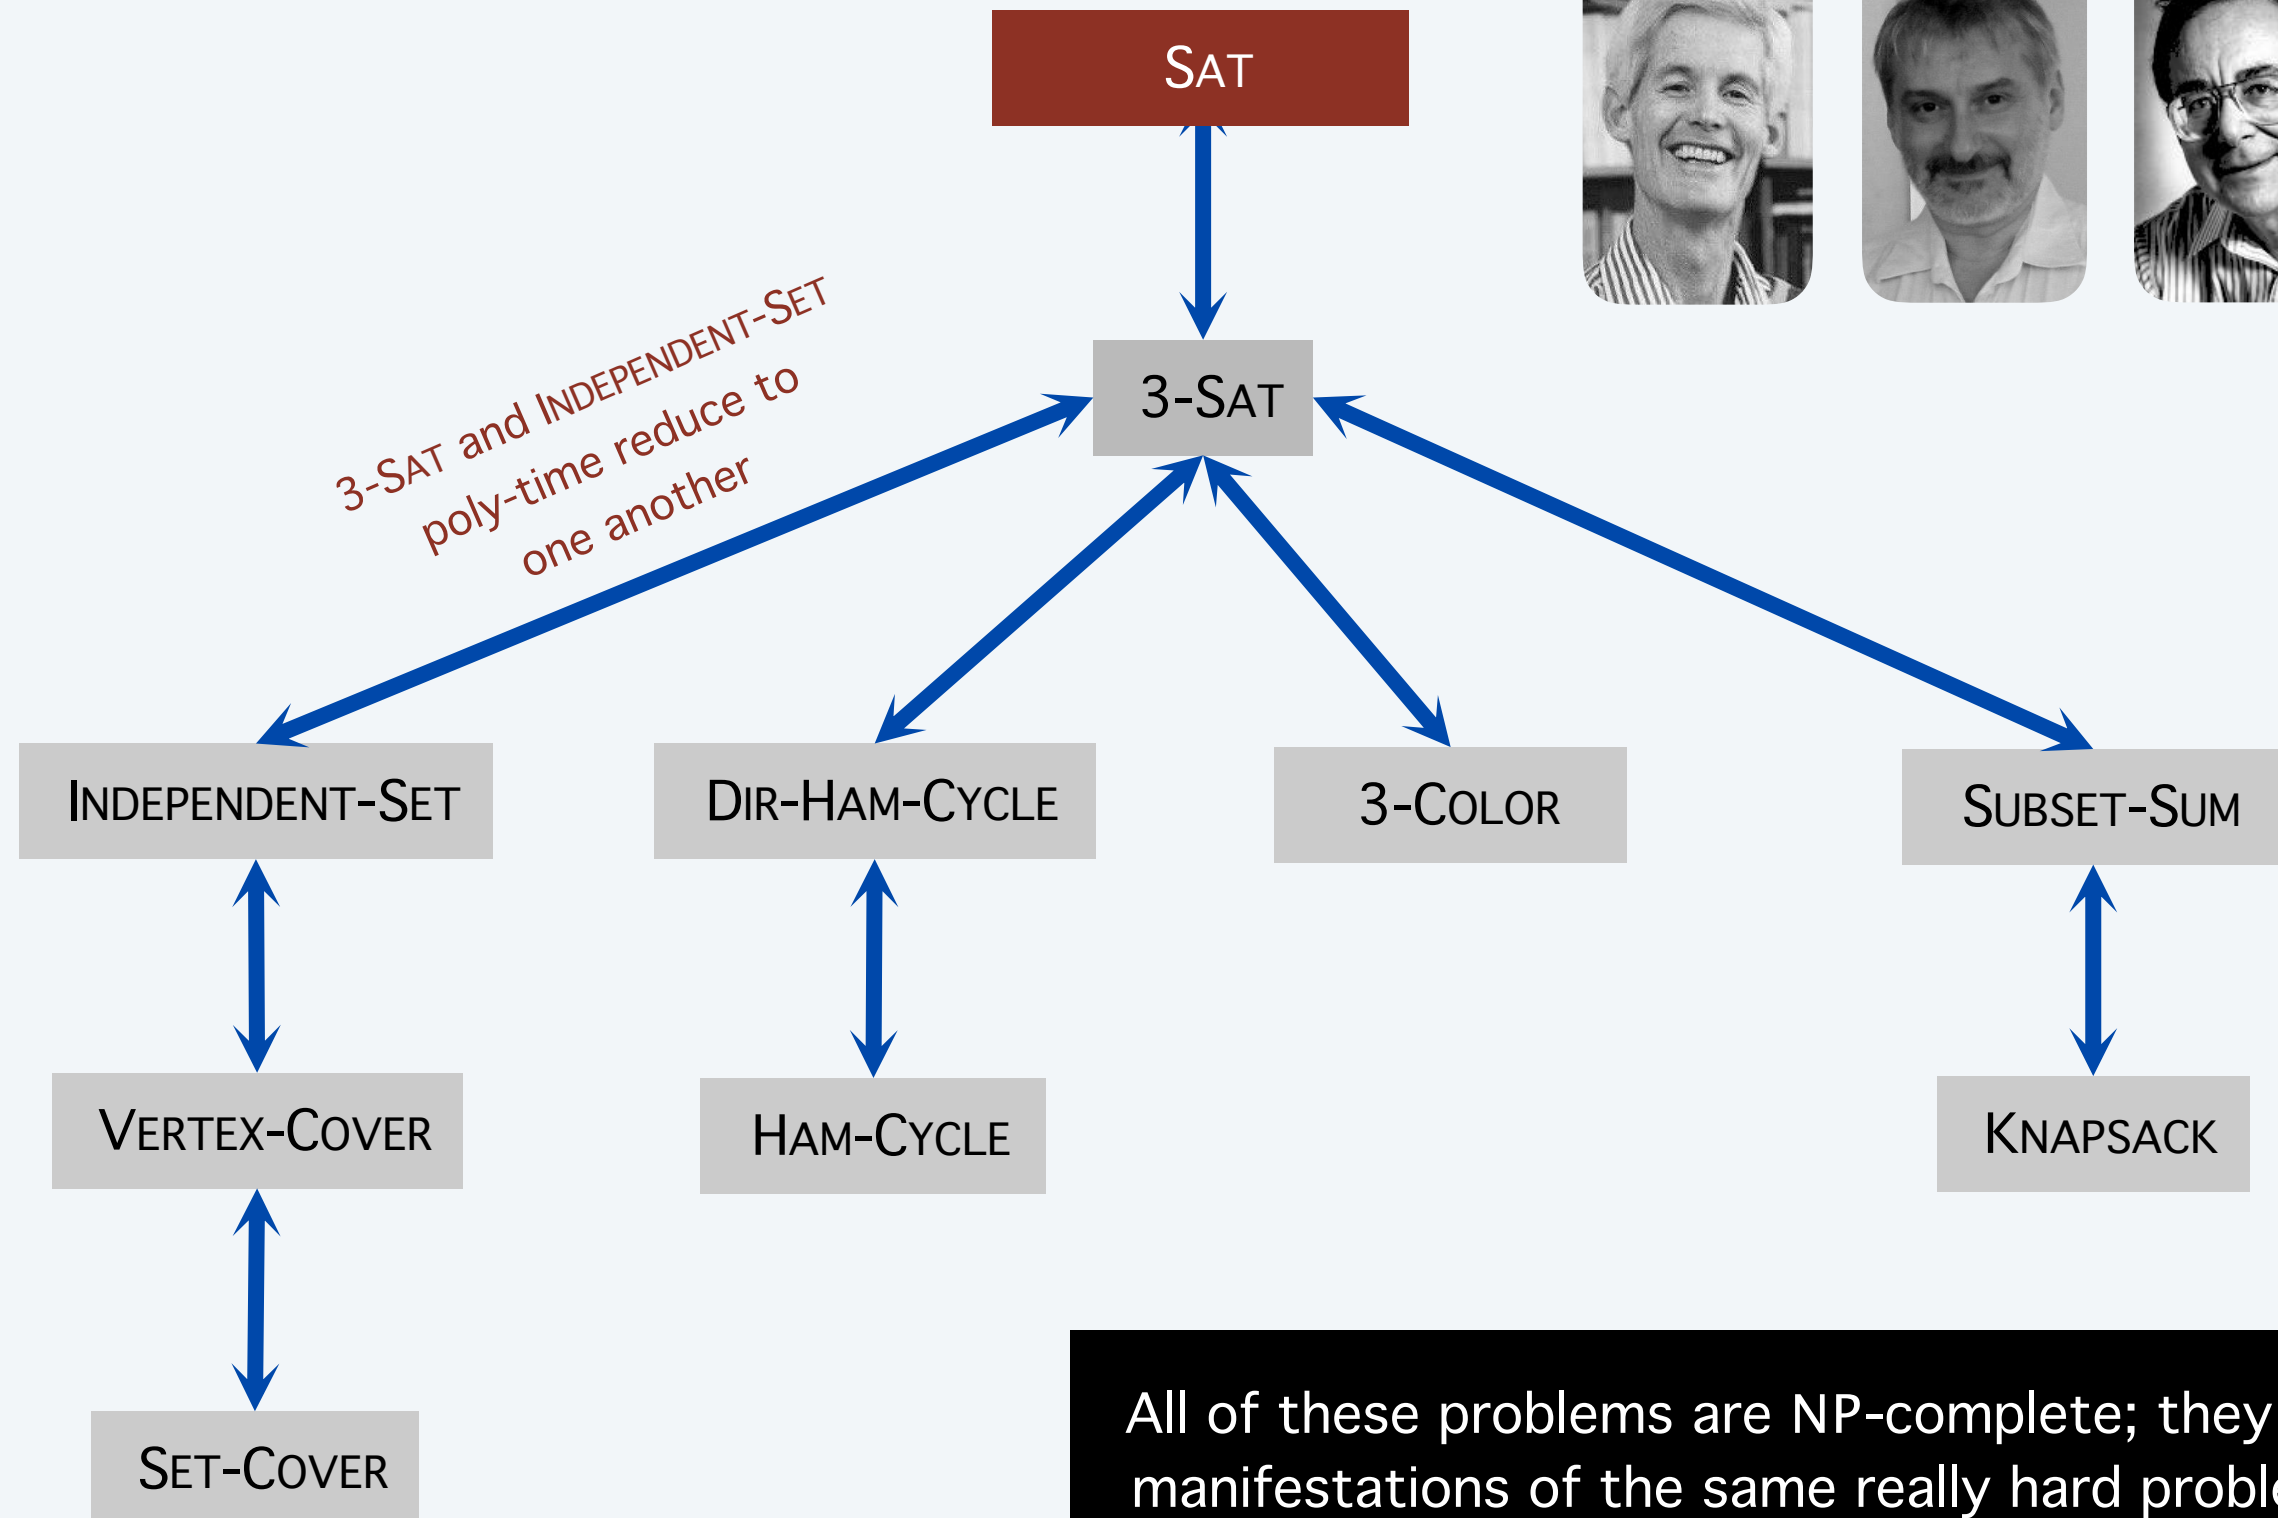 SAT
3-SAT and INDEPENDENT-SET
poly-time reduce to
one another
3-SAT
INDEPENDENT-SET
DIR-HAM-CYCLE
3-COLOR
SUBSET-SUM
VERTEX-COVER
HAM-CYCLE
KNAPSACK
SET-COVER
All of these problems are NP-complete; they
manifestations of the same really hard